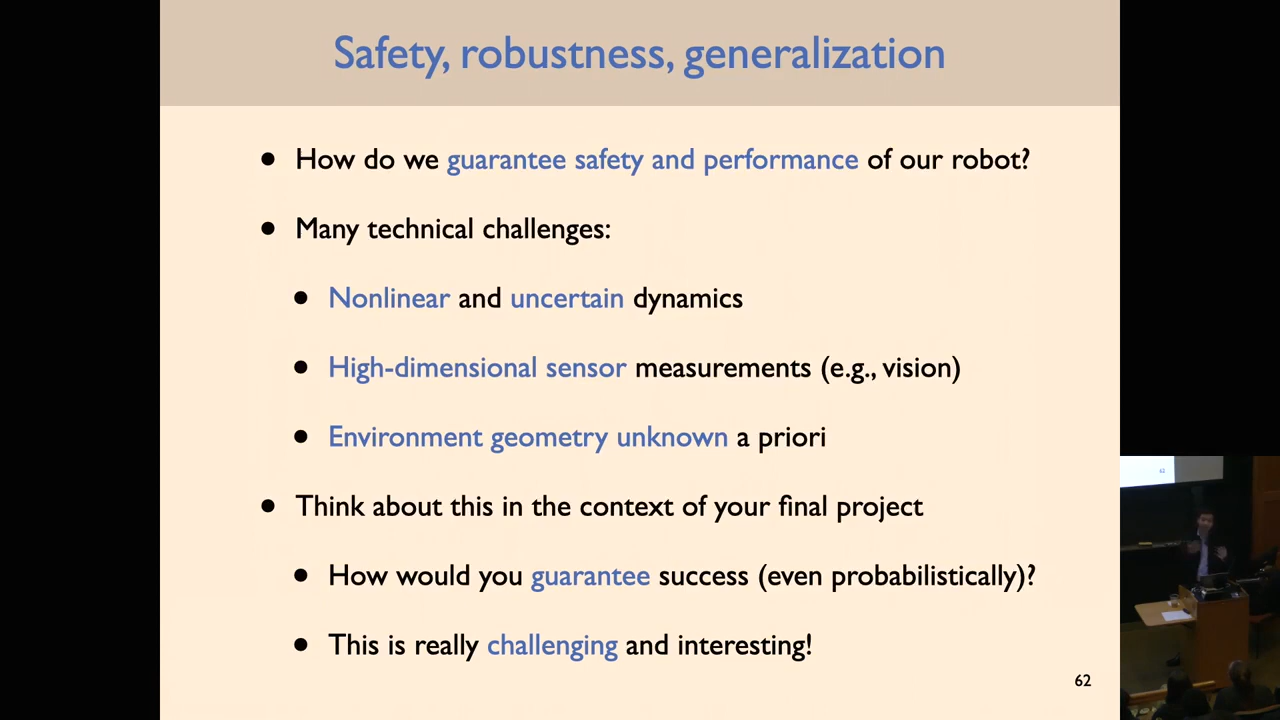 Safety, robustness, generalization
● How do we guarantee safety and performance of our robot?
● Many technical challenges:
● Nonlinear and uncertain dynamics
● High-dimensional sensor measurements (e.g., vision)
● Environment geometry unknown a priori
● Think about this in the context of your final project
● How would you guarantee success (even probabilistically)?
● This is really challenging and interesting!
62
62